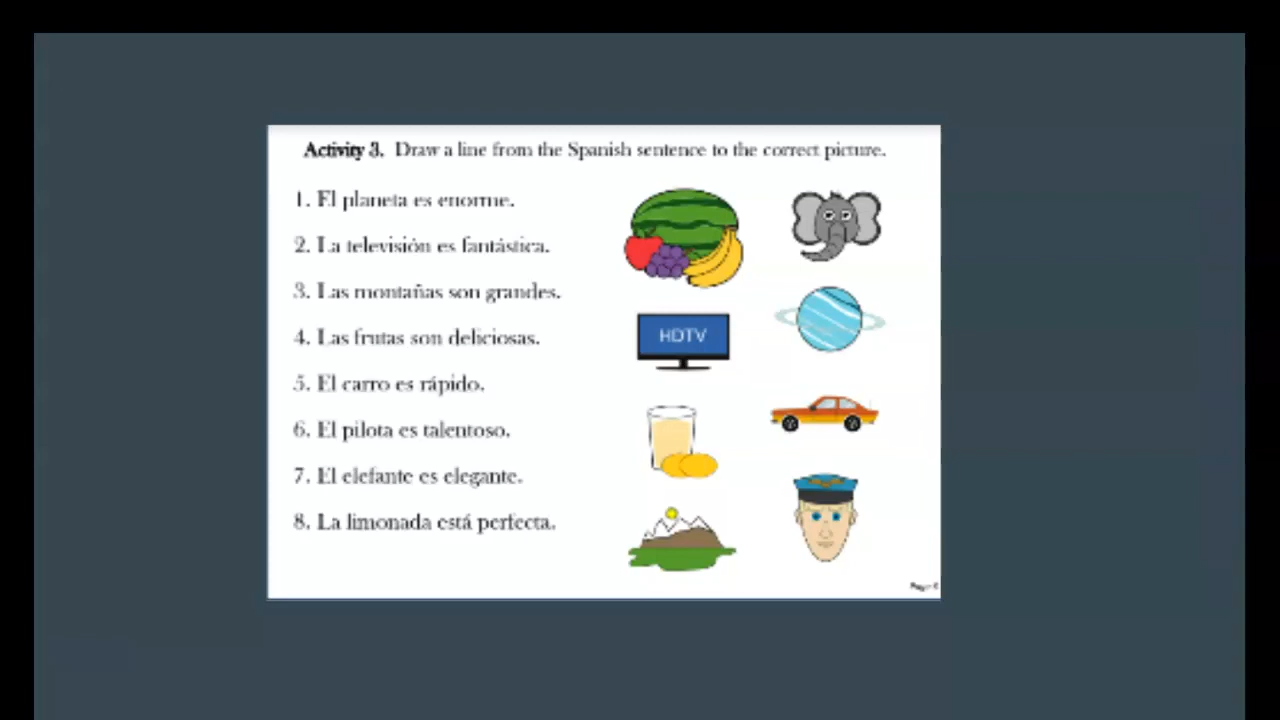 Activity 3. Draw a line from the Spanish sentence to the correct picture.
1. El planeta es enorme.
2. La televisión es fantástica.
3. Las montañas son grandes.
4. Las frutas son deliciosas.
5. El carro es rápido.
6. El pilota es talentoso.
7. El elefante es elegante.
8. La limonada está perfecta.
HDTV